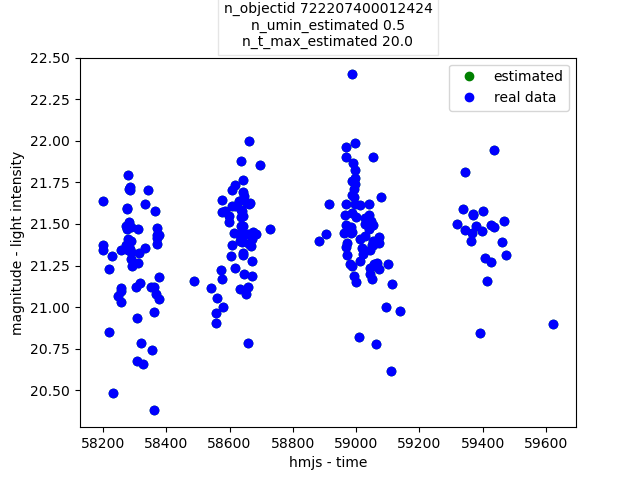 n_objectid 722207400012424
n_umin_estimated 0.5
n_t_max_estimated 20.0
22.50
22.25
22.00
21.75
21.50
21.25
21.00
20.75
20.50
magnitude - light intensity
estimated
real data
58200 58400 58600 58800 59000 59200 59400 59600
hmjs - time